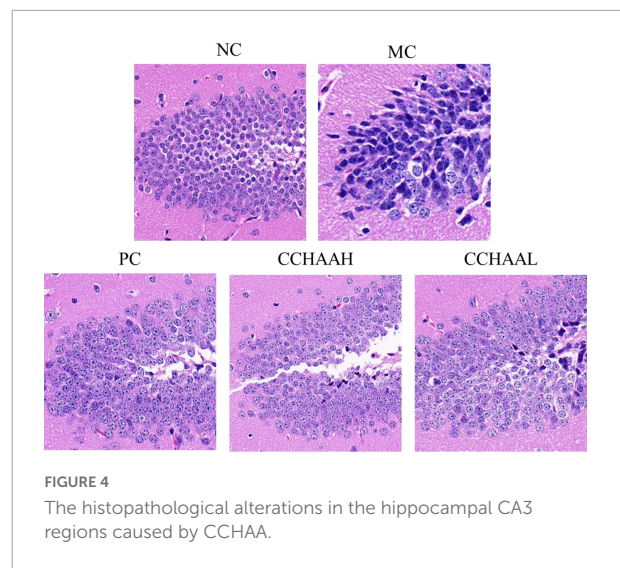 NC
MC
PC
CCHAAH
CCHAAL
FIGURE 4
The histopathological alterations in the hippocampal CA3
regions caused by CCHAA.